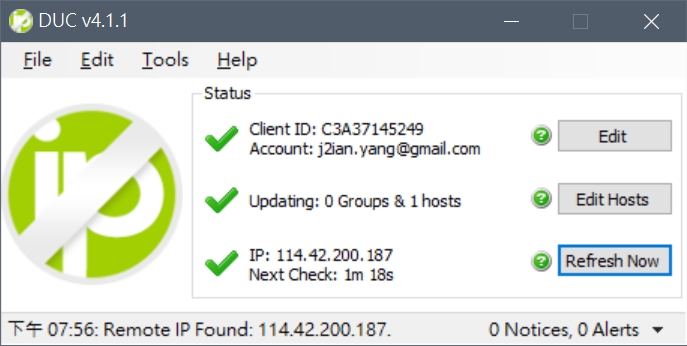 DUC v4.1.1
File Edit Tools Help
Status
Client ID: C3A37145249
Account: j2ian.yang@gmail.com
Edit
Updating: 0 Groups & 1 hosts
Edit Hosts
IP: 114.42.200.187
Next Check: 1m 18s
Refresh Now
下午 07:56: Remote IP Found: 114.42.200.187.
0 Notices, 0 Alerts